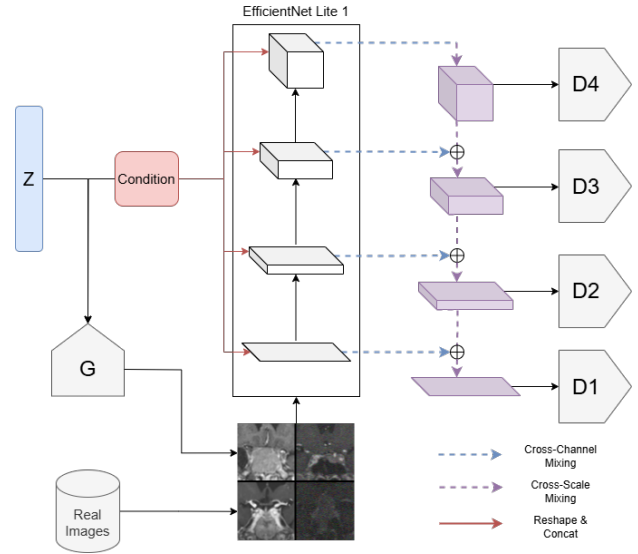 EfficientNet Lite 1
Z
Condition
G
Real
Images
D4
D3
D2
D1
Cross-Channel
Mixing
Cross-Scale
Mixing
Reshape &
Concat